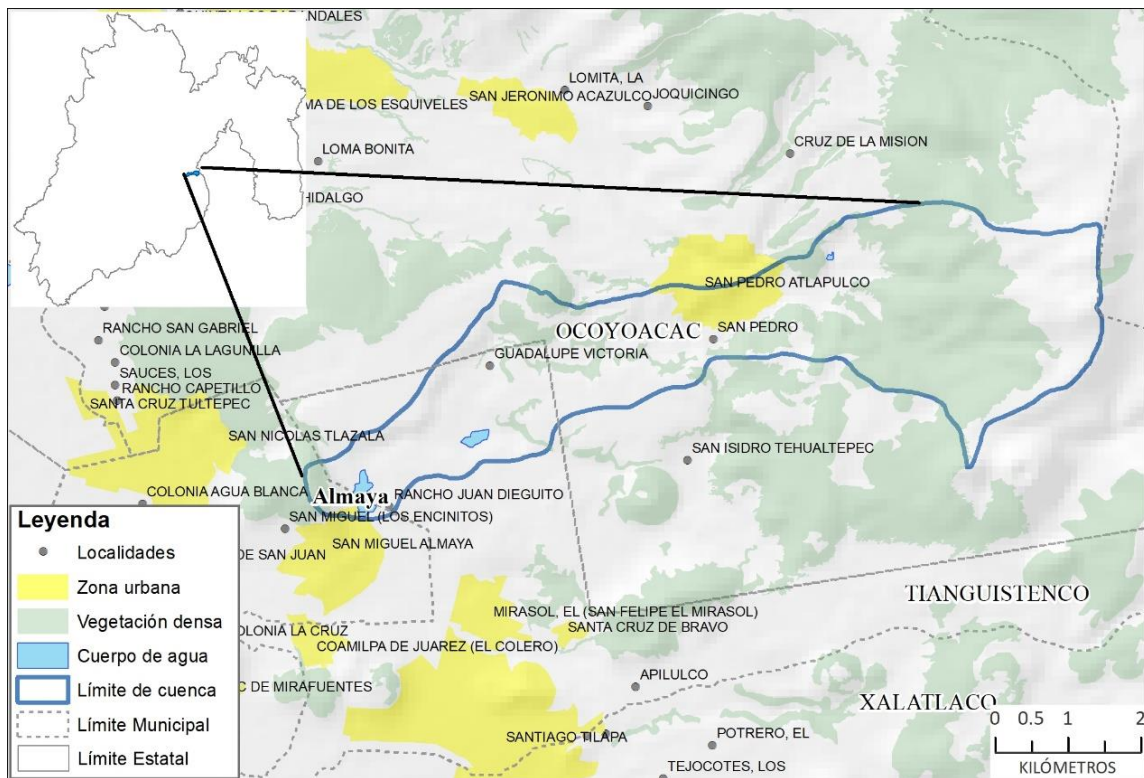 LOMITA, LA
MA DE LOS ESQUIVELES
SAN JERONIMO ACAZULCO
JOQUICINGO
CRUZ DE LA MISION
LOMA BONITA
HIDALGO
SAN PEDRO ATLAPULCO
RANCHO SAN GABRIEL
OCOYOACAC
SAN PEDRO
COLONIA LA LAGUNILLA
GUADALUPE VICTORIA
SAUCES, LOS
RANCHO CAPETILLO
SANTA CRUZ TULTEPEC
SAN NICOLAS TLAZALA
SAN ISIDRO TEHUALTEPEC
COLONIA AGUA BLANCA
Almaya
RANCHO JUAN DIEGUITO
SAN MIGUEL (LOS ENCINITOS)
DE SAN JUAN
SAN MIGUEL ALMAYA
TIANGUISTENCO
MIRASOL, EL (SAN FELIPE EL MIRASOL)
SANTA CRUZ DE BRAVO
OLONIA LA CRUZ
COAMILPA DE JUAREZ (EL COLERO)
C DE MIRAFUENTES
APILULCO
XALATLACO
SANTIAGO TILAPA
POTRERO, EL
TEJOCOTES, LOS
Leyenda
Localidades
Zona urbana
Vegetación densa
Cuerpo de agua
Límite de cuenca
Límite Municipal
Límite Estatal
0 0.5 1 2
KILÓMETROS